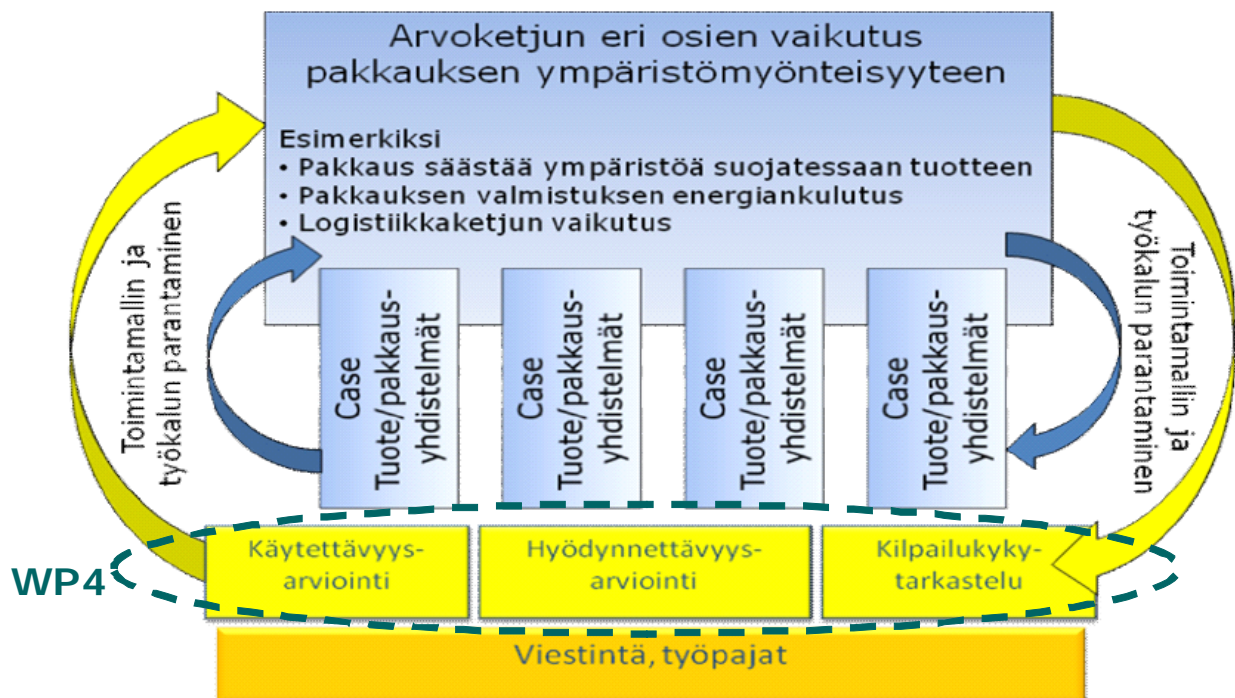 Arvoketjun eri osien vaikutus
pakkauksen ympäristömyönteisyyteen
Esimerkiksi
• Pakkaus säästää ympäristöä suojatessaan tuotteen
• Pakkauksen valmistuksen energiankulutus
• Logistiikkaketjun vaikutus
Toimintamallin ja
työkalun parantaminen
Case
Tuote/pakkaus-
yhdistelmät
Case
Tuote/pakkaus-
yhdistelmät
Case
Tuote/pakkaus-
yhdistelmät
Case
Tuote/pakkaus-
yhdistelmät
Toimintamallin ja
työkalun parantaminen
WP4
Käytettävyys-
arviointi
Hyödynnettävyys-
arviointi
Kilpailukyky-
tarkastelu
Viestintä, työpajat